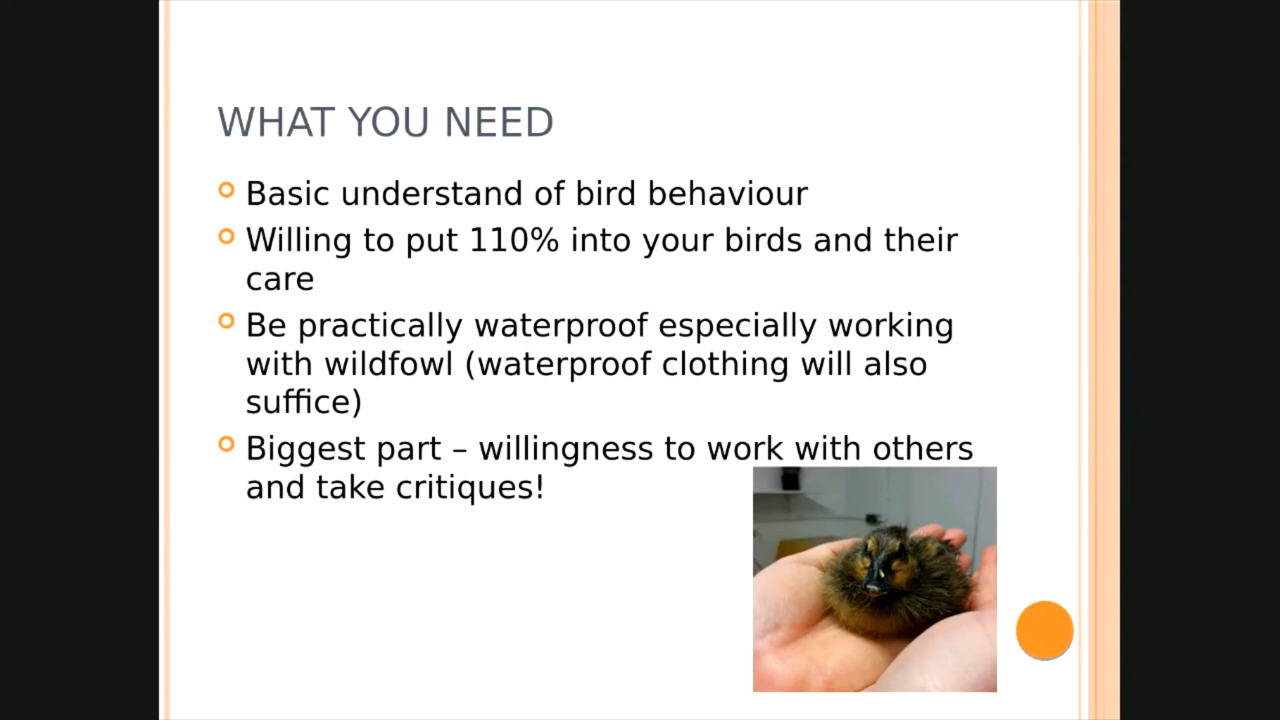 WHAT YOU NEED
Basic understand of bird behaviour
Willing to put 110% into your birds and their
care
Be practically waterproof especially working
with wildfowl (waterproof clothing will also
suffice)
Biggest part – willingness to work with others
and take critiques!